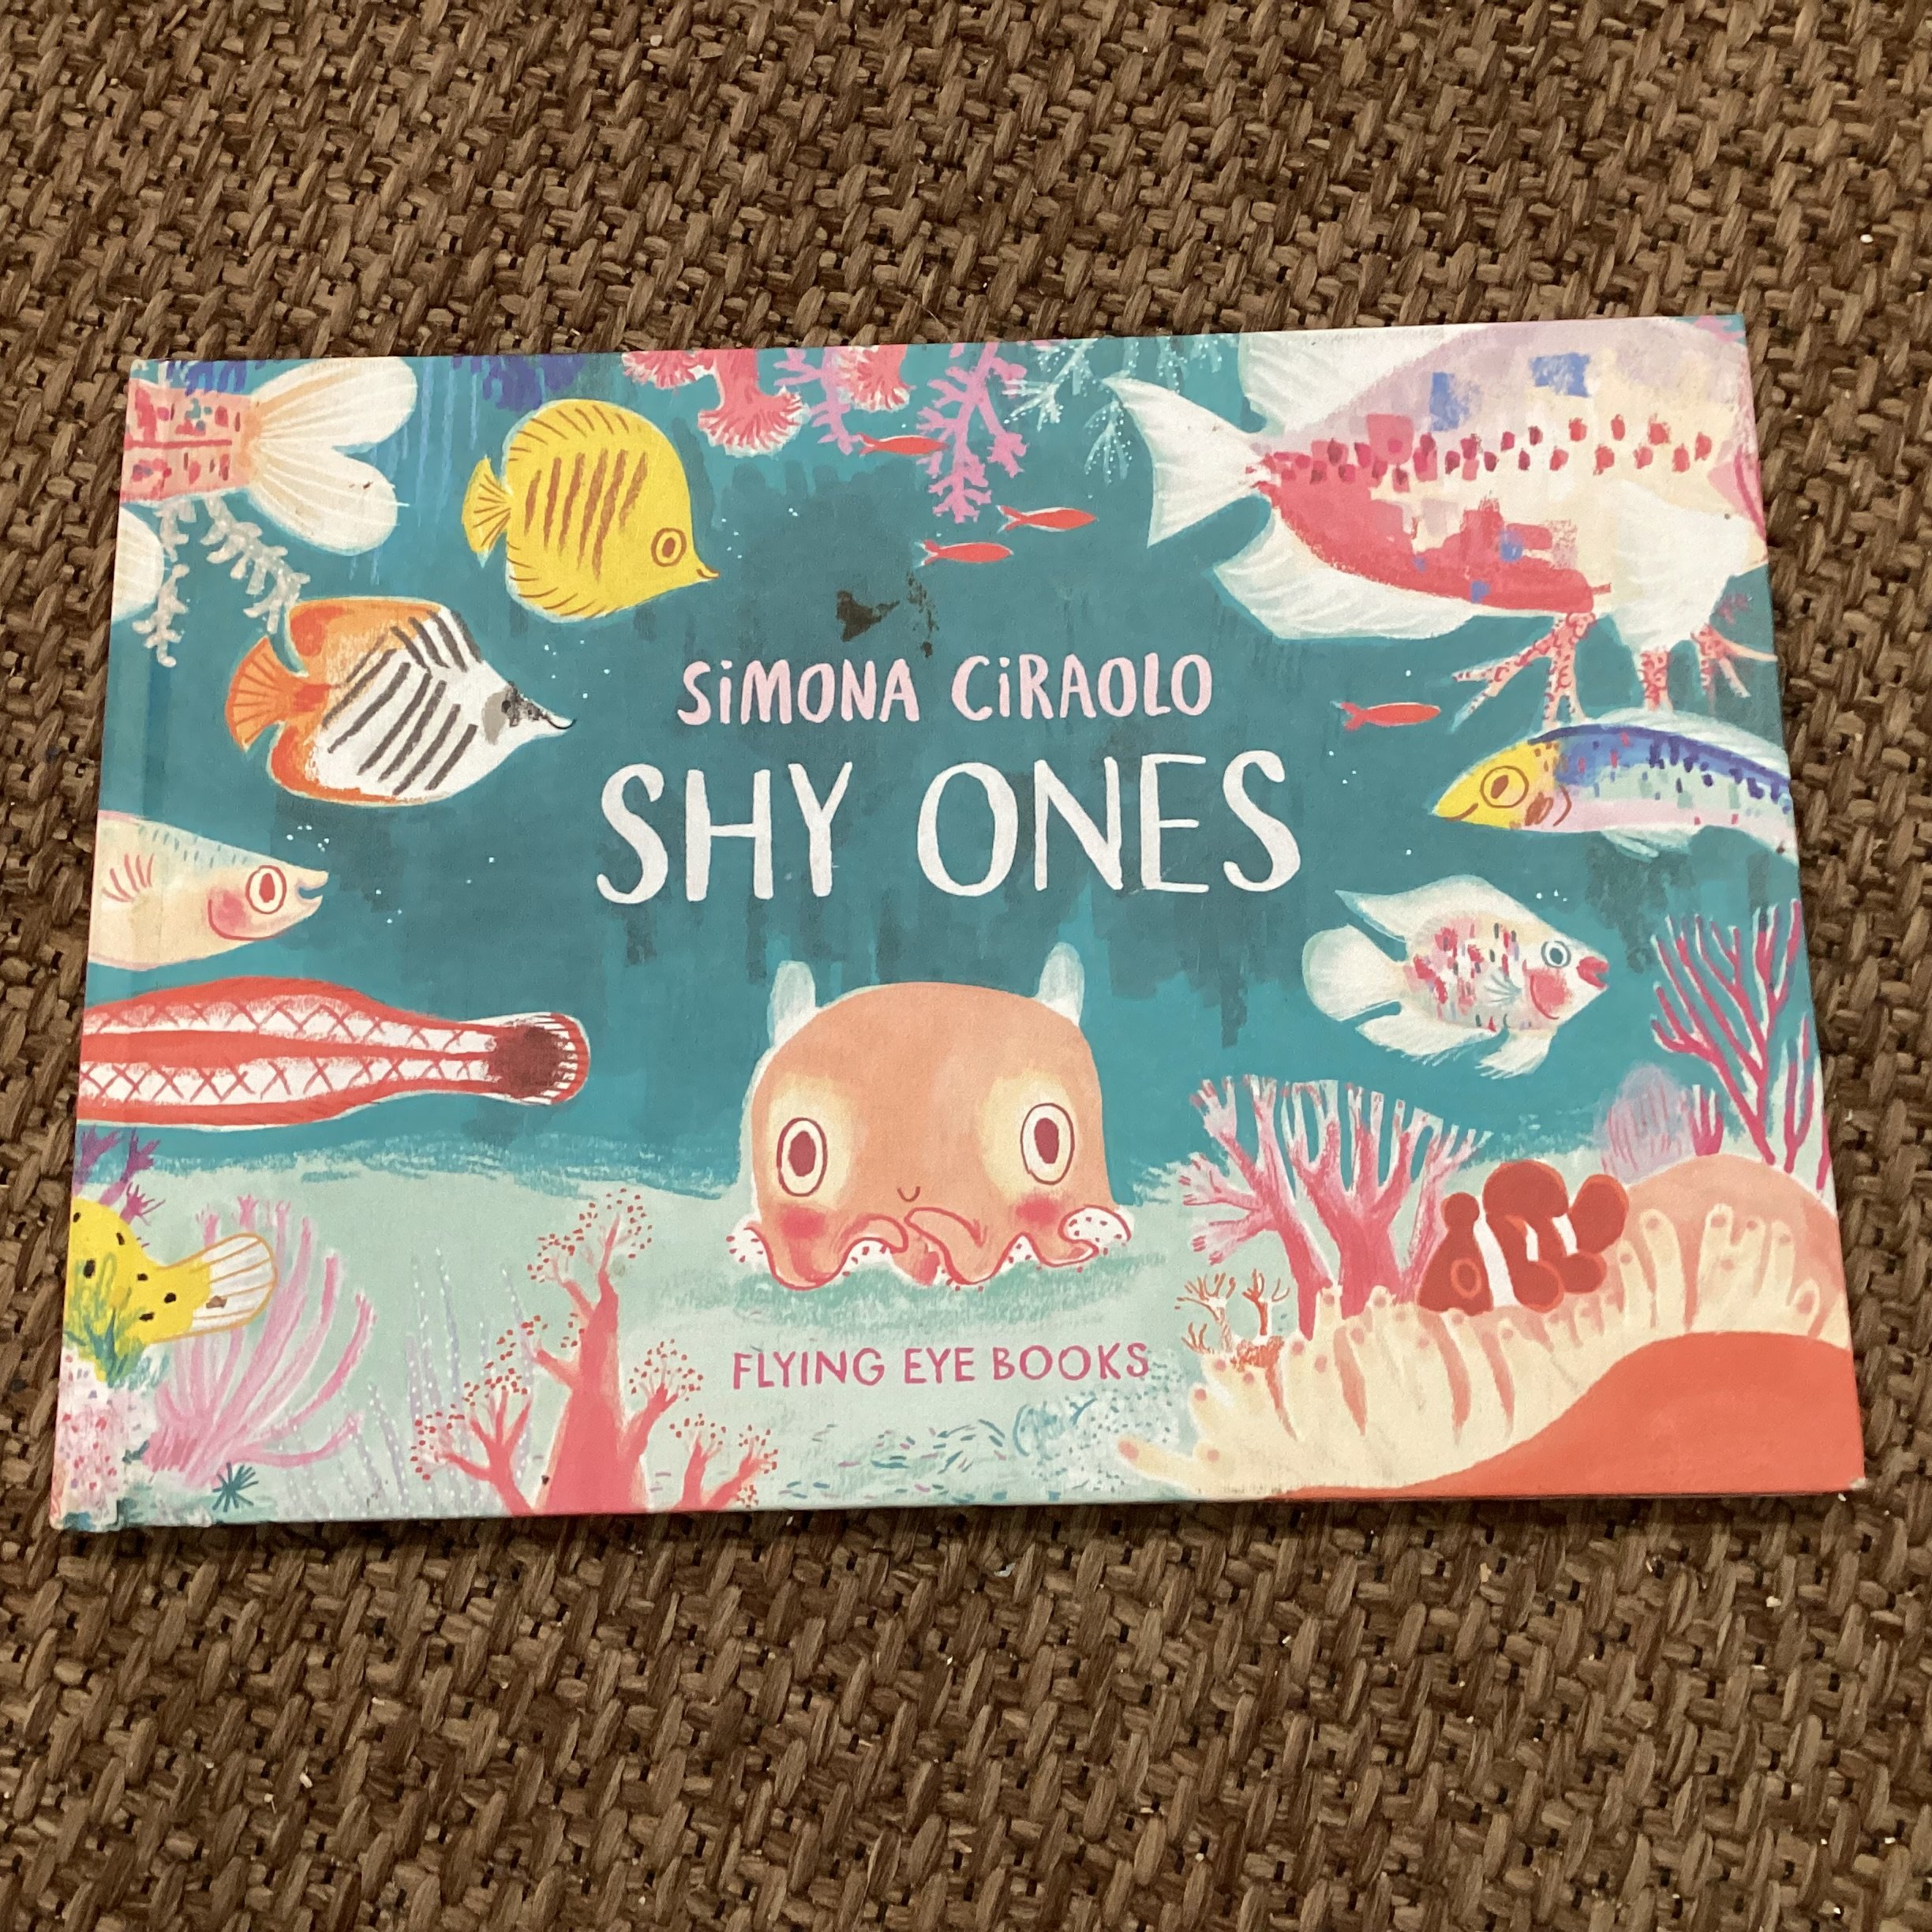 SiMONA CiRAOLO
SHY ONES
FLYING EYE BOOKS